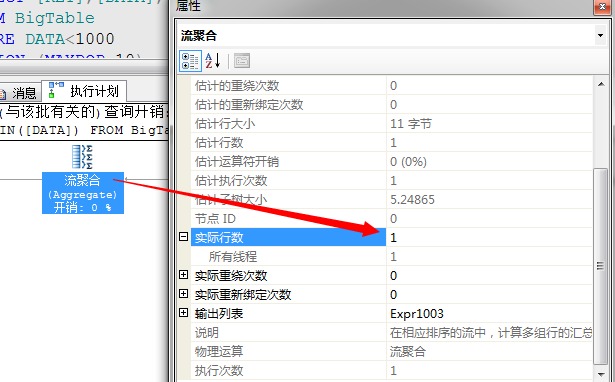 [DATA]
M BigTable
RE DATA<1000
消息
执行计划
(与该批有关的)查询开销:
IN([DATA]) FROM BigTa
流聚合
(Aggregate)
开销: 0 %
属性
流聚合
估计的重绕次数 0
估计的重新绑定次数 0
估计行大小 11 字节
估计行数 1
估计运算符开销 0 (0%)
估计执行次数 1
估计子树大小 5.24865
节点 ID 0
实际行数 1
所有线程 1
实际重绕次数 0
实际重新绑定次数 0
输出列表 Expr1003
说明 在相应排序的流中，计算多组行的汇总
物理运算 流聚合
执行次数 1